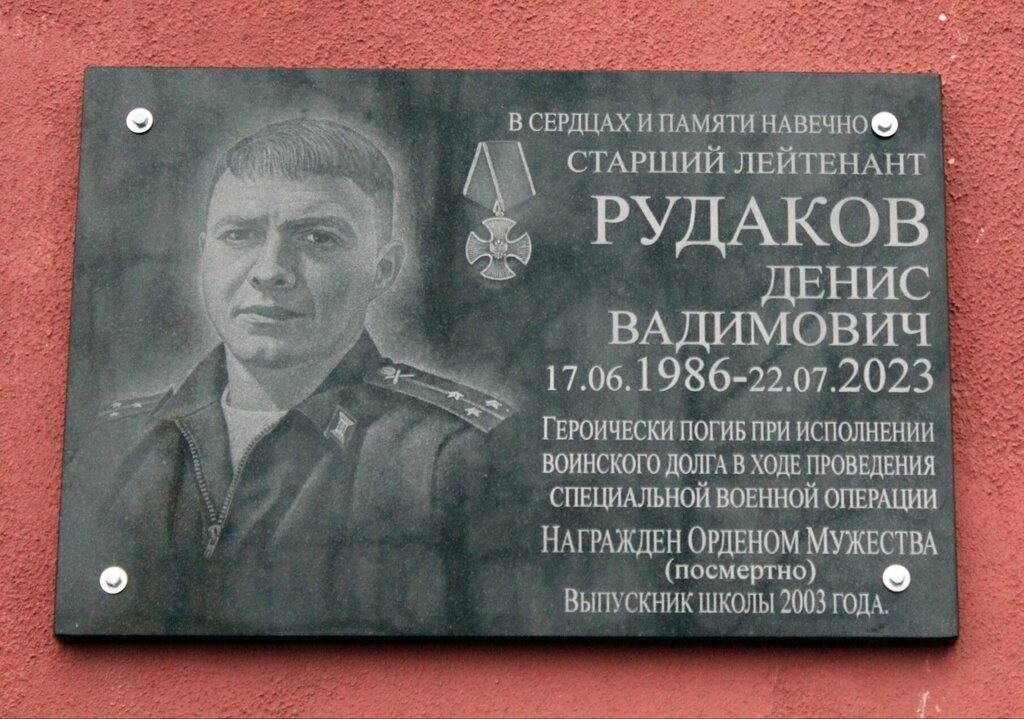 В СЕРДЦАХ И ПАМЯТИ НАВЕЧНО
СТАРШИЙ ЛЕЙТЕНАНТ
РУДАКОВ
ДЕНИС
ВАДИМОВИЧ
17.06.1986-22.07.2023
ГЕРОИЧЕСКИ ПОГИБ ПРИ ИСПОЛНЕНИИ
ВОИНСКОГО ДОЛГА В ХОДЕ ПРОВЕДЕНИЯ
СПЕЦИАЛЬНОЙ ВОЕННОЙ ОПЕРАЦИИ
НАГРАЖДЕН ОРДЕНОМ МУЖЕСТВА
(посмертно)
ВЫПУСКНИК ШКОЛЫ 2003 ГОДА.